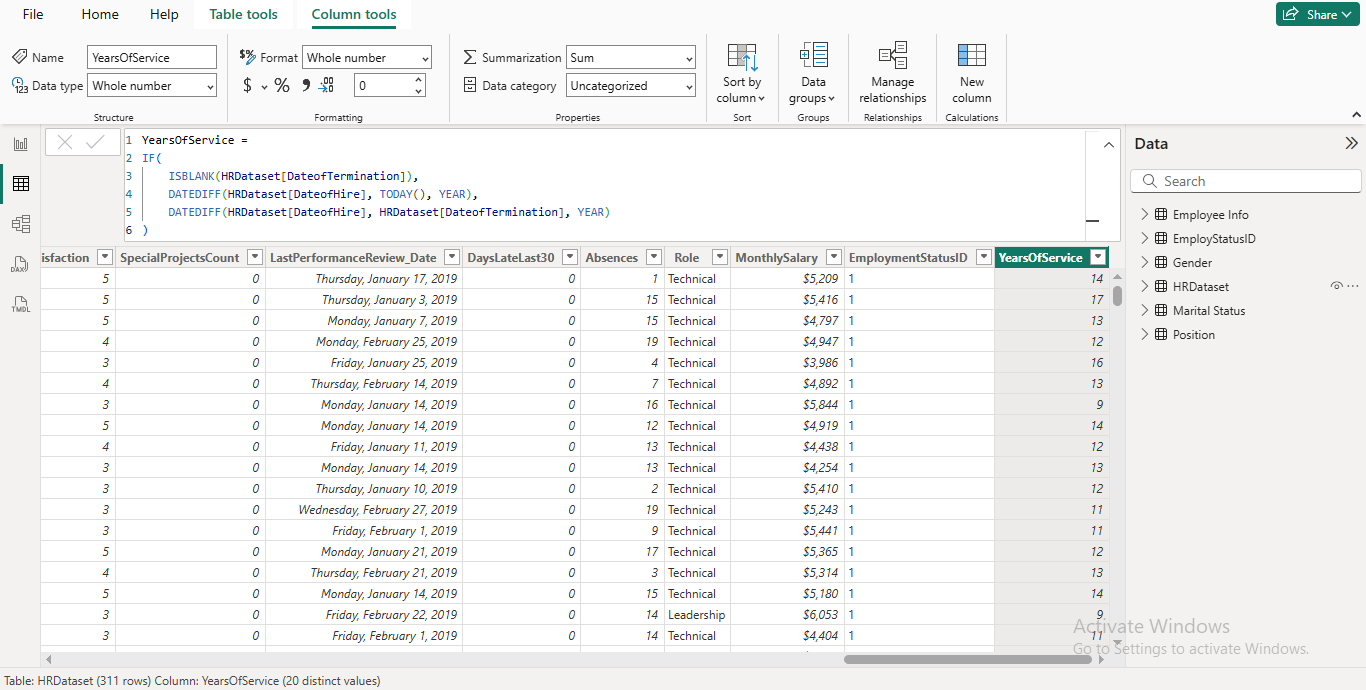 File Home Help Table tools Column tools Share
Name YearsOfService $% Format Whole number Summarization Sum Sort by column Data groups Manage relationships New column
Data type Whole number $ % 0 Data category Uncategorized
Structure Formatting Properties Sort Groups Relationships Calculations
1 YearsOfService =
2 IF(
3 ISBLANK(HRDataset[DateofTermination]),
4 DATEDIFF(HRDataset[DateofHire], TODAY(), YEAR),
5 DATEDIFF(HRDataset[DateofHire], HRDataset[DateofTermination], YEAR)
6 )
isfaction SpecialProjectsCount LastPerformanceReview_Date DaysLateLast30 Absences Role MonthlySalary EmploymentStatusID YearsOfService
5 0 Thursday, January 17, 2019 0 1 Technical $5,209 1 14
5 0 Thursday, January 3, 2019 0 15 Technical $5,416 1 17
5 0 Monday, January 7, 2019 0 15 Technical $4,797 1 13
4 0 Monday, February 25, 2019 0 19 Technical $4,947 1 12
3 0 Friday, January 25, 2019 0 4 Technical $3,986 1 16
4 0 Thursday, February 14, 2019 0 7 Technical $4,892 1 13
3 0 Monday, January 14, 2019 0 16 Technical $5,844 1 9
5 0 Monday, January 14, 2019 0 12 Technical $4,919 1 14
4 0 Friday, January 11, 2019 0 13 Technical $4,438 1 12
3 0 Monday, January 14, 2019 0 13 Technical $4,254 1 13
3 0 Thursday, January 10, 2019 0 2 Technical $5,410 1 12
3 0 Wednesday, February 27, 2019 0 19 Technical $5,243 1 11
3 0 Friday, February 1, 2019 0 9 Technical $5,441 1 11
5 0 Monday, January 21, 2019 0 17 Technical $5,365 1 12
4 0 Thursday, February 21, 2019 0 3 Technical $5,314 1 13
5 0 Monday, January 14, 2019 0 15 Technical $5,180 1 14
3 0 Friday, February 22, 2019 0 14 Leadership $6,053 1 9
3 0 Friday, February 1, 2019 0 14 Technical $4,404 1 11
Data
Search
Employee Info
EmployStatusID
Gender
HRDataset
Marital Status
Position
DAX
TMDL
Activate Windows
Go to Settings to activate Windows.
Table: HRDataset (311 rows) Column: YearsOfService (20 distinct values)